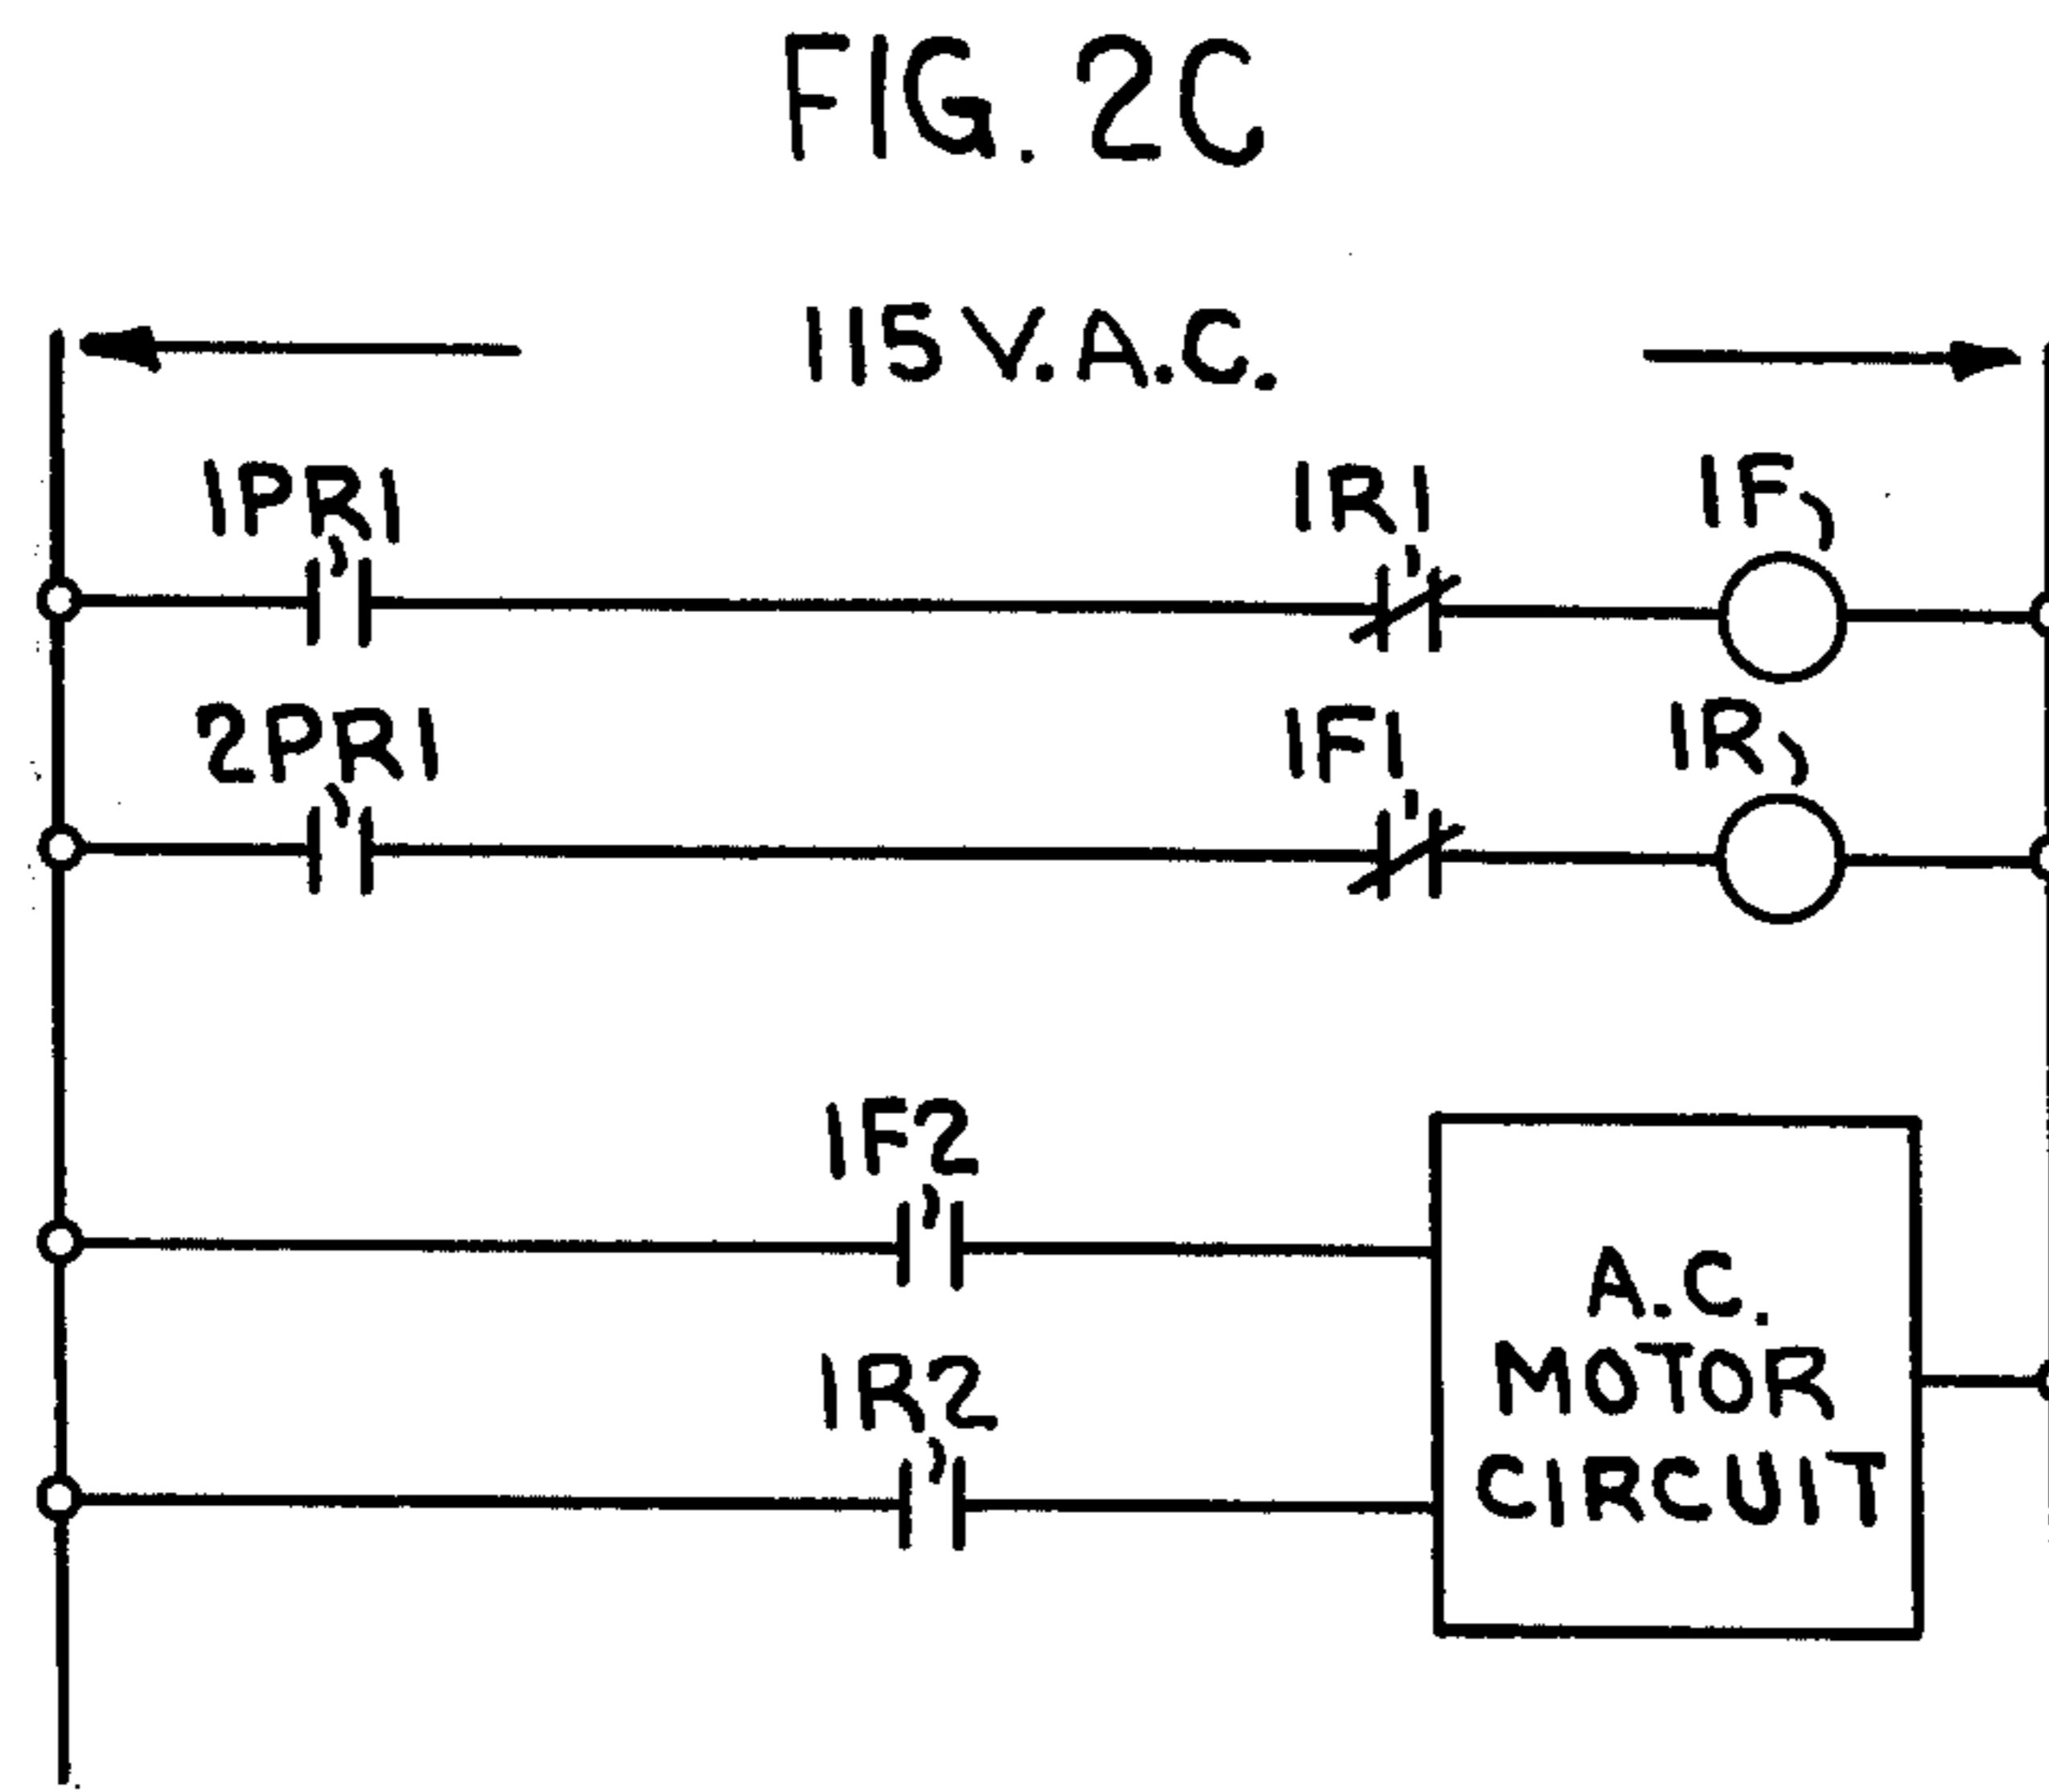 FIG. 2C
115 V.A.C.
1PR1
1R1
1F
2PR1
1F1
1R
1F2
1R2
A.C.
MOTOR
CIRCUIT